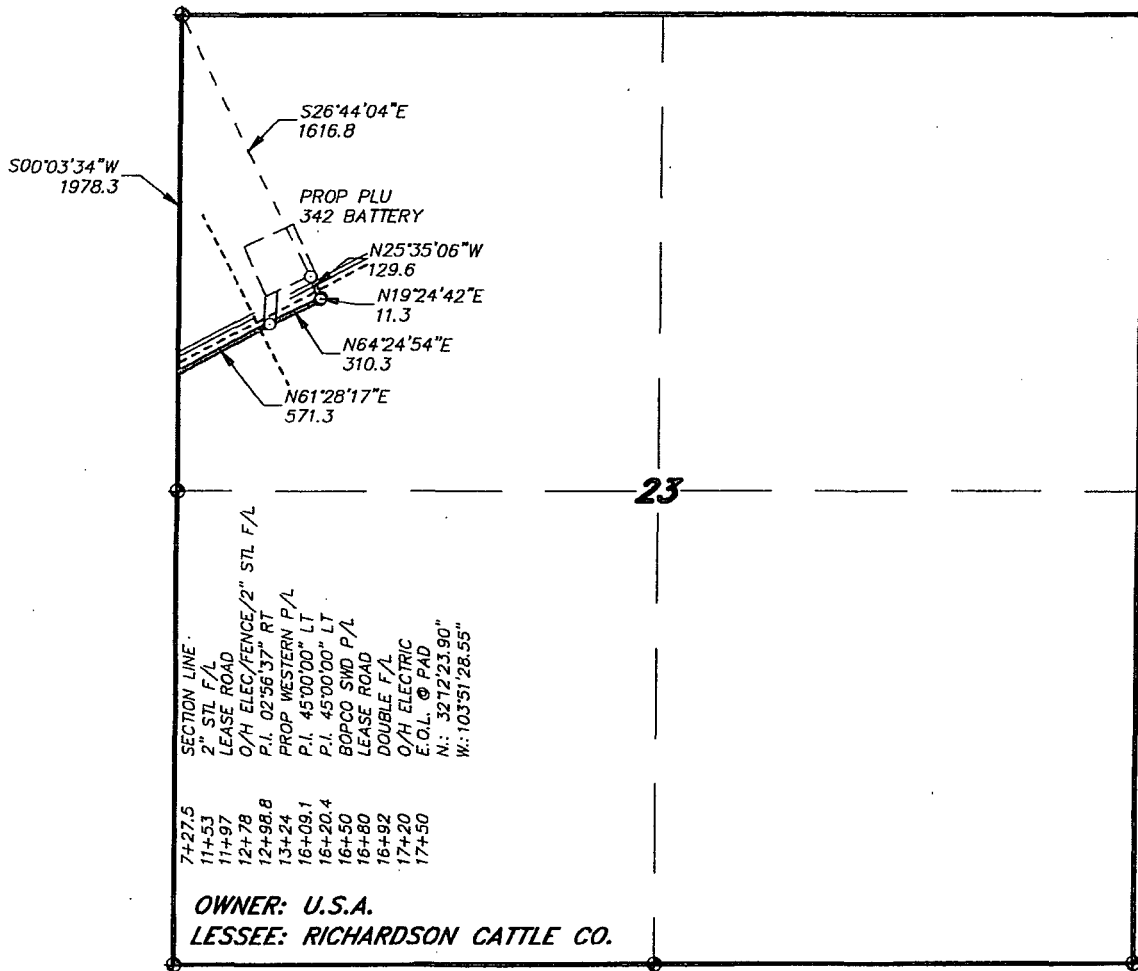 S26°44'04"E
1616.8
S00°03'34"W
1978.3
PROP PLU
342 BATTERY
N25°35'06"W
129.6
N19°24'42"E
11.3
N64°24'54"E
310.3
N61°28'17"E
571.3
23
7+27.5 SECTION LINE
11+53 2" STL F/L
11+97 LEASE ROAD
12+78 O/H ELEC/FENCE/2" STL F/L
12+98.8 P.I. 02°56'37" RT
13+24 PROP WESTERN P/L
16+09.1 P.I. 45°00'00" LT
16+20.4 P.I. 45°00'00" LT
16+50 BOPCO SWD P/L
16+80 LEASE ROAD
16+92 DOUBLE F/L
17+20 O/H ELECTRIC
17+50 E.O.L. @ PAD
N.: 32°12'23.90"
W.: 103°51'28.55"
OWNER: U.S.A.
LESSEE: RICHARDSON CATTLE CO.